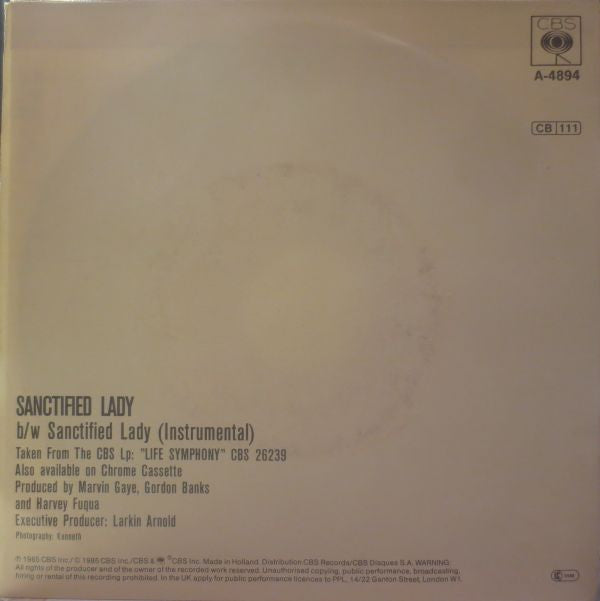 CBS
A-4894
CB 111
SANCTIFIED LADY
b/w Sanctified Lady (Instrumental)
Taken From The CBS Lp: "LIFE SYMPHONY" CBS 26239
Also available on Chrome Cassette
Produced by Marvin Gaye, Gordon Banks
and Harvey Fuqua
Executive Producer: Larkin Arnold
Photography: Kenneth
℗ 1985 CBS Inc./ © 1985 CBS Inc./CBS & ® CBS Inc. Made in Holland. Distribution CBS Records/CBS Disques S.A. WARNING:
All rights of the producer and of the owner of the recorded work reserved. Unauthorised copying, public performance, broadcasting,
hiring or rental of this recording prohibited. In the UK apply for public performance licences to PPL, 14/22 Ganton Street, London W1.